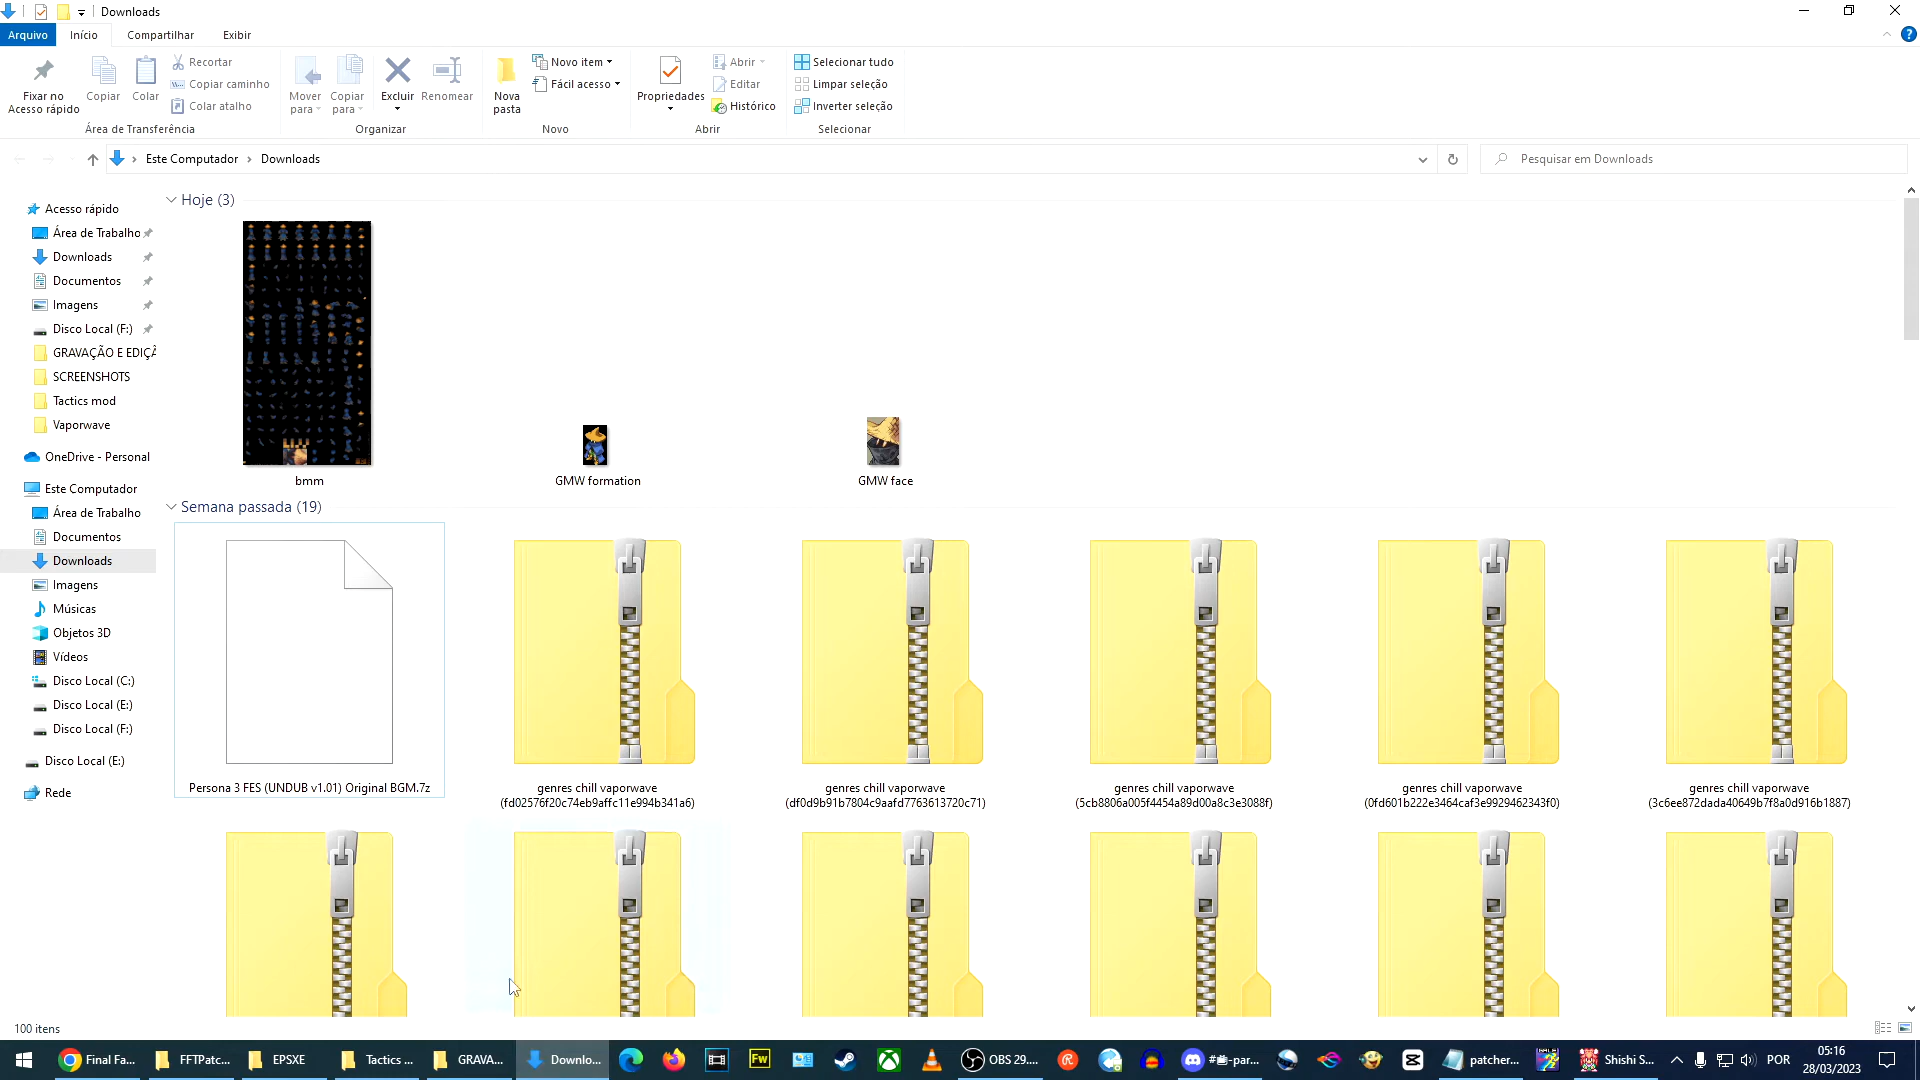 Downloads
Arquivo
Início
Compartilhar
Exibir
Fixar no
Acesso rápido
Copiar
Colar
Recortar
Copiar caminho
Colar atalho
Área de Transferência
Mover
para
Copiar
para
Excluir
Renomear
Organizar
Nova
pasta
Novo item
Fácil acesso
Novo
Propriedades
Abrir
Editar
Histórico
Abrir
Selecionar tudo
Limpar seleção
Inverter seleção
Selecionar
Este Computador
Downloads
Pesquisar em Downloads
Acesso rápido
Área de Trabalho
Downloads
Documentos
Imagens
Disco Local (F:)
GRAVAÇÃO E EDIÇÃ
SCREENSHOTS
Tactics mod
Vaporwave
OneDrive - Personal
Este Computador
Área de Trabalho
Documentos
Downloads
Imagens
Músicas
Objetos 3D
Vídeos
Disco Local (C:)
Disco Local (E:)
Disco Local (F:)
Disco Local (E:)
Rede
Hoje (3)
bmm
GMW formation
GMW face
Semana passada (19)
Persona 3 FES (UNDUB v1.01) Original BGM.7z
genres chill vaporwave
(fd02576f20c74eb9affc11e994b341a6)
genres chill vaporwave
(df0d9b91b7804c9aafd7763613720c71)
genres chill vaporwave
(5cb8806a005f4454a89d00a8c3e3088f)
genres chill vaporwave
(0fd601b222e3464caf3e9929462343f0)
genres chill vaporwave
(3c6ee872dada40649b7f8a0d916b1887)
100 itens
Final Fa...
FFTPatc...
EPSXE
Tactics ...
GRAVA...
Downlo...
Fw
OBS 29....
patcher...
Shishi S...
POR
05:16
28/03/2023